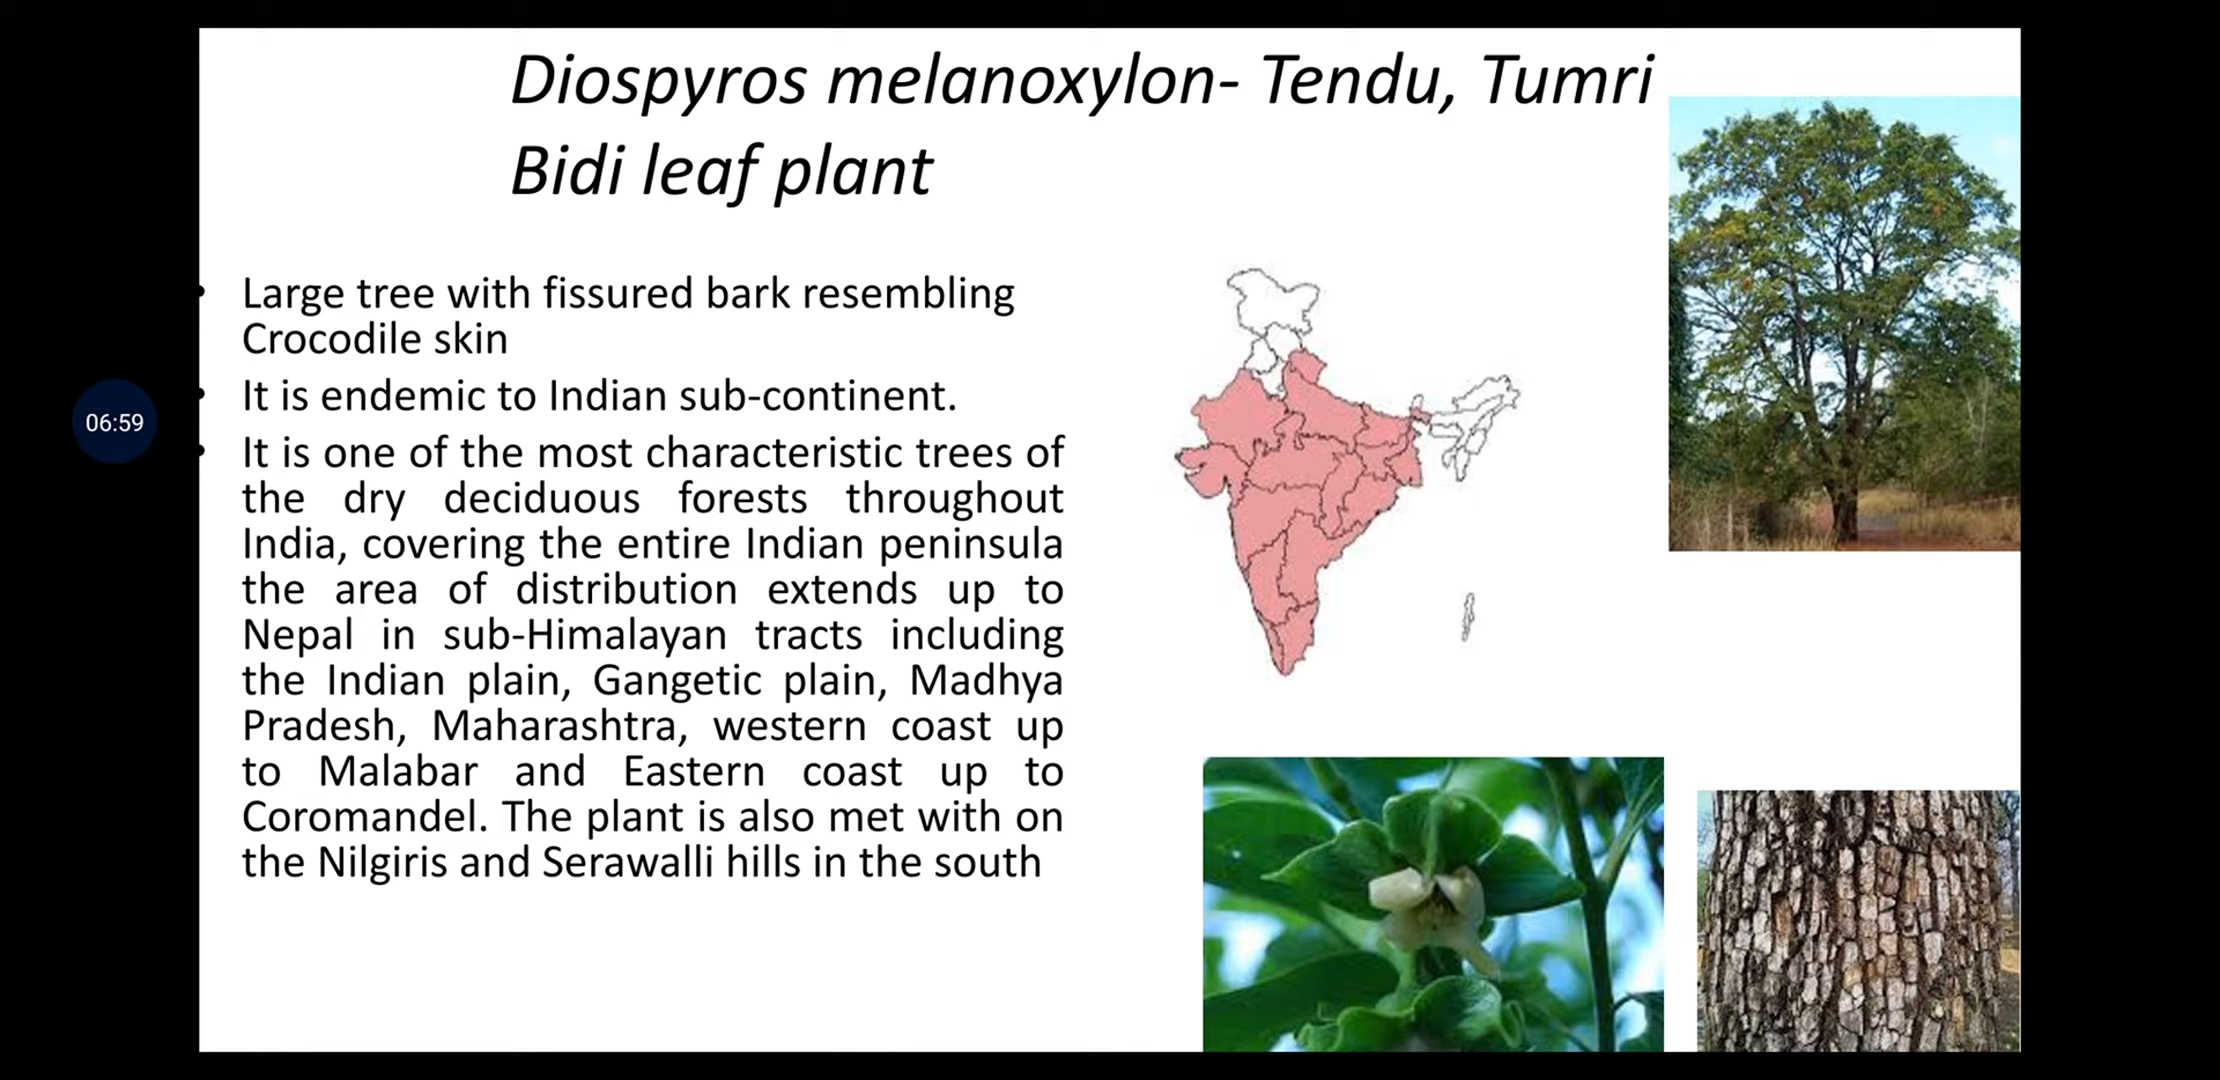 Diospyros melanoxylon- Tendu, Tumri
Bidi leaf plant
• Large tree with fissured bark resembling
Crocodile skin
• It is endemic to Indian sub-continent.
• It is one of the most characteristic trees of
the dry deciduous forests throughout
India, covering the entire Indian peninsula
the area of distribution extends up to
Nepal in sub-Himalayan tracts including
the Indian plain, Gangetic plain, Madhya
Pradesh, Maharashtra, western coast up
to Malabar and Eastern coast up to
Coromandel. The plant is also met with on
the Nilgiris and Serawalli hills in the south
06:59